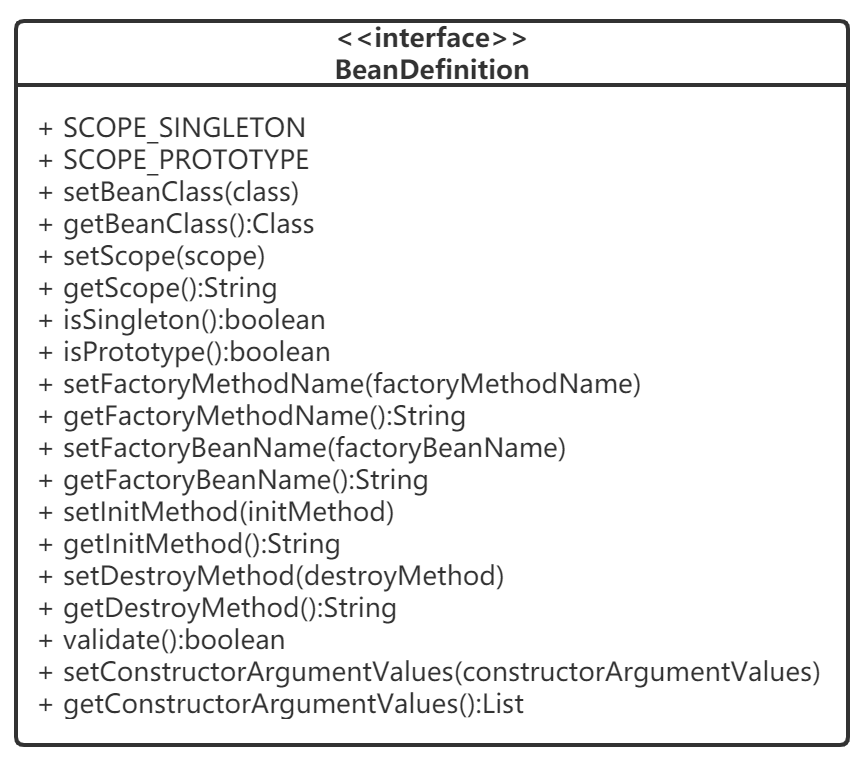 <<interface>>
BeanDefinition
+ SCOPE_SINGLETON
+ SCOPE_PROTOTYPE
+ setBeanClass(class)
+ getBeanClass():Class
+ setScope(scope)
+ getScope():String
+ isSingleton():boolean
+ isPrototype():boolean
+ setFactoryMethodName(factoryMethodName)
+ getFactoryMethodName():String
+ setFactoryBeanName(factoryBeanName)
+ getFactoryBeanName():String
+ setInitMethod(initMethod)
+ getInitMethod():String
+ setDestroyMethod(destroyMethod)
+ getDestroyMethod():String
+ validate():boolean
+ setConstructorArgumentValues(constructorArgumentValues)
+ getConstructorArgumentValues():List